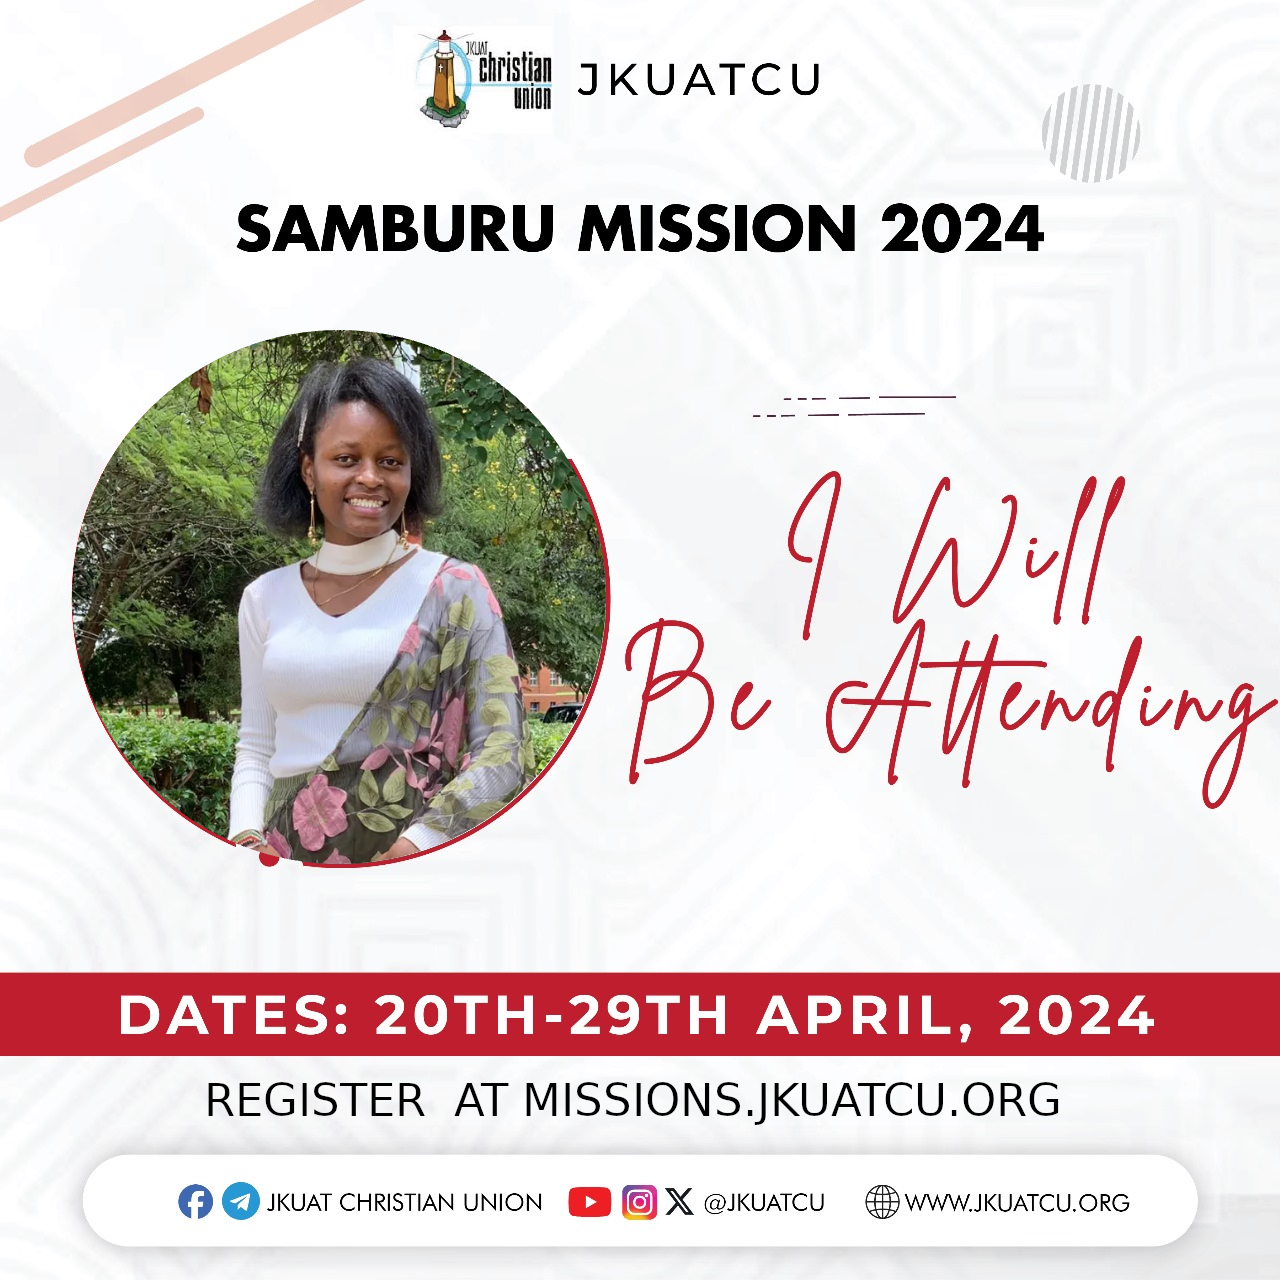 JKUAT
christian
union
JKUATCU
SAMBURU MISSION 2024
I Will
Be Attending
DATES: 20TH-29TH APRIL, 2024
REGISTER  AT MISSIONS.JKUATCU.ORG
JKUAT CHRISTIAN UNION @JKUATCU WWW.JKUATCU.ORG